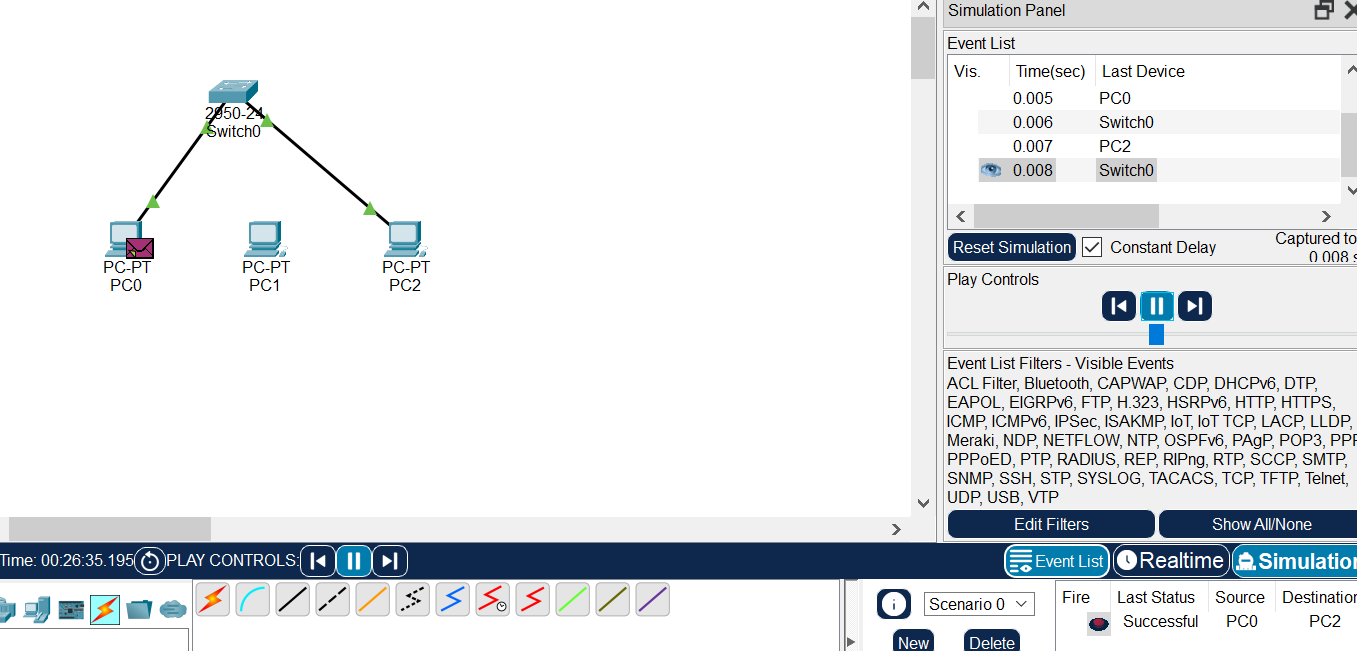 Simulation Panel
Event List
Vis. Time(sec) Last Device
0.005 PC0
0.006 Switch0
0.007 PC2
0.008 Switch0
Reset Simulation Constant Delay Captured to
0.008 s
Play Controls
Event List Filters - Visible Events
ACL Filter, Bluetooth, CAPWAP, CDP, DHCPv6, DTP,
EAPOL, EIGRPv6, FTP, H.323, HSRPv6, HTTP, HTTPS,
ICMP, ICMPv6, IPSec, ISAKMP, IoT, IoT TCP, LACP, LLDP,
Meraki, NDP, NETFLOW, NTP, OSPFv6, PAgP, POP3, PPP
PPPoED, PTP, RADIUS, REP, RIPng, RTP, SCCP, SMTP,
SNMP, SSH, STP, SYSLOG, TACACS, TCP, TFTP, Telnet,
UDP, USB, VTP
Edit Filters Show All/None
2950-24
Switch0
PC-PT PC-PT PC-PT
PC0 PC1 PC2
Time: 00:26:35.195 PLAY CONTROLS: Event List Realtime Simulation
Scenario 0
New Delete
Fire Last Status Source Destination
Successful PC0 PC2